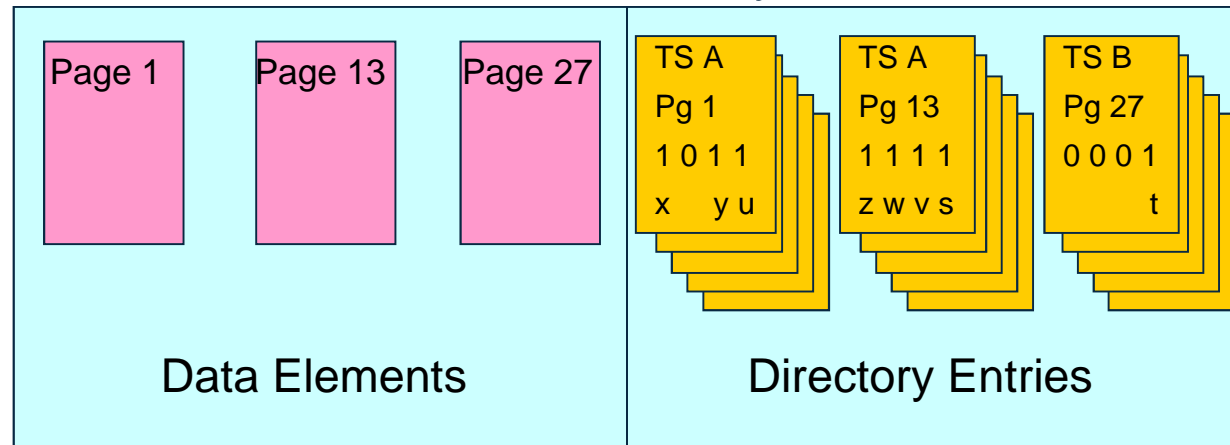 Page 1
Page 13
Page 27
TS A
Pg 1
1 0 1 1
x y u
TS A
Pg 13
1 1 1 1
z w v s
TS B
Pg 27
0 0 0 1
t
Data Elements
Directory Entries